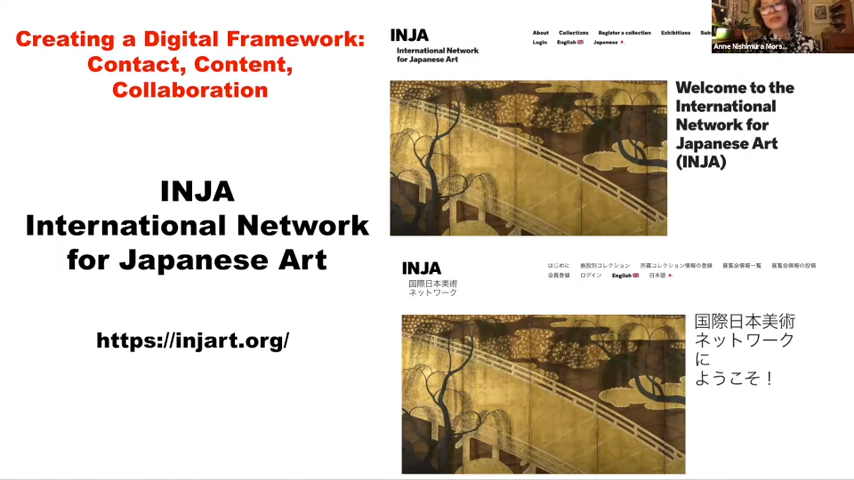 Creating a Digital Framework:
Contact, Content,
Collaboration
INJA
International Network
for Japanese Art
https://injart.org/
INJA
International Network
for Japanese Art
About Collections Register a collection Exhibitions Sub
Login English Japanese
Welcome to the
International
Network for
Japanese Art
(INJA)
Anne Nishimura Mors...
INJA
国際日本美術
ネットワーク
はじめに 施設別コレクション 所蔵コレクション情報の登録 展覧会情報一覧 展覧会情報の投稿
会員登録 ログイン English 日本語
国際日本美術
ネットワーク
に
ようこそ！